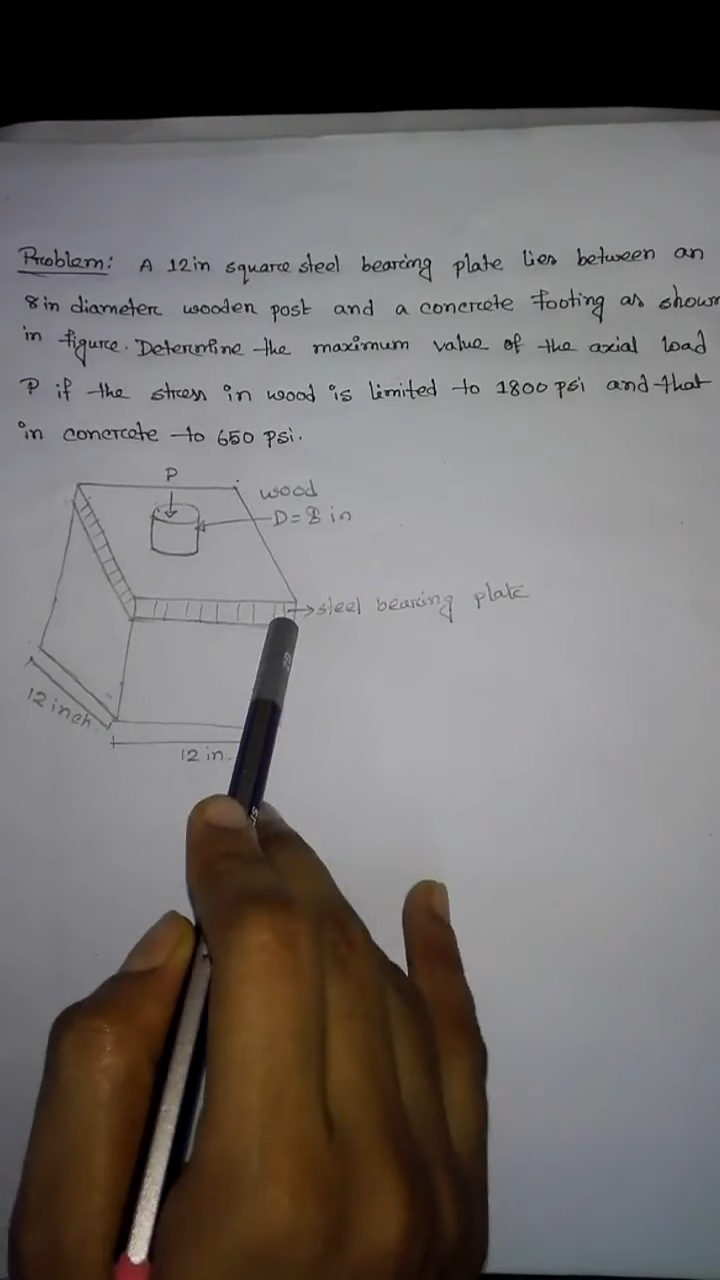 Problem: A 12in square steel bearing plate lies between an
8in diameter wooden post and a concrete footing as shown
in figure. Determine the maximum value of the axial load
P if the stress in wood is limited to 1800 psi and that
in concrete to 650 psi.
P
wood
D=8 in
steel bearing plate
12 inch
12 in